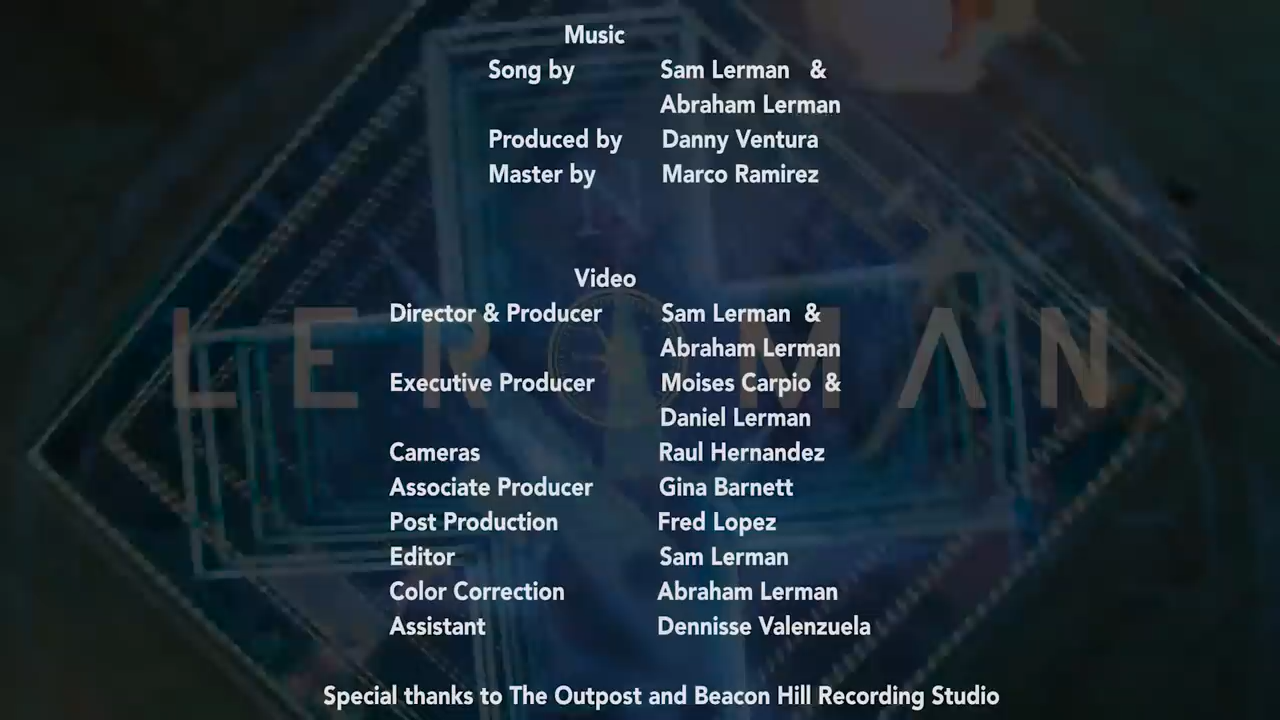 Music
Song by Sam Lerman &
Abraham Lerman
Produced by Danny Ventura
Master by Marco Ramirez
Video
Director & Producer Sam Lerman &
Abraham Lerman
Executive Producer Moises Carpio &
Daniel Lerman
LER MAN
Cameras Raul Hernandez
Associate Producer Gina Barnett
Post Production Fred Lopez
Editor Sam Lerman
Color Correction Abraham Lerman
Assistant Dennisse Valenzuela
Special thanks to The Outpost and Beacon Hill Recording Studio